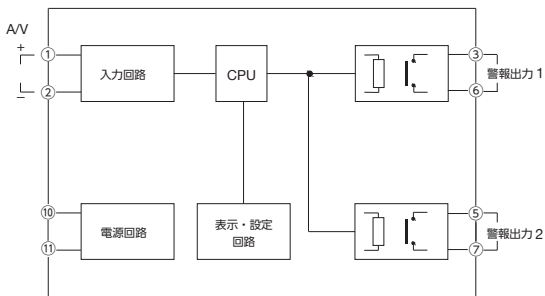 A/V
+
①
②
−
入力回路
CPU
③
⑥
警報出力 1
⑩
⑪
電源回路
表示・設定
回路
⑤
⑦
警報出力 2